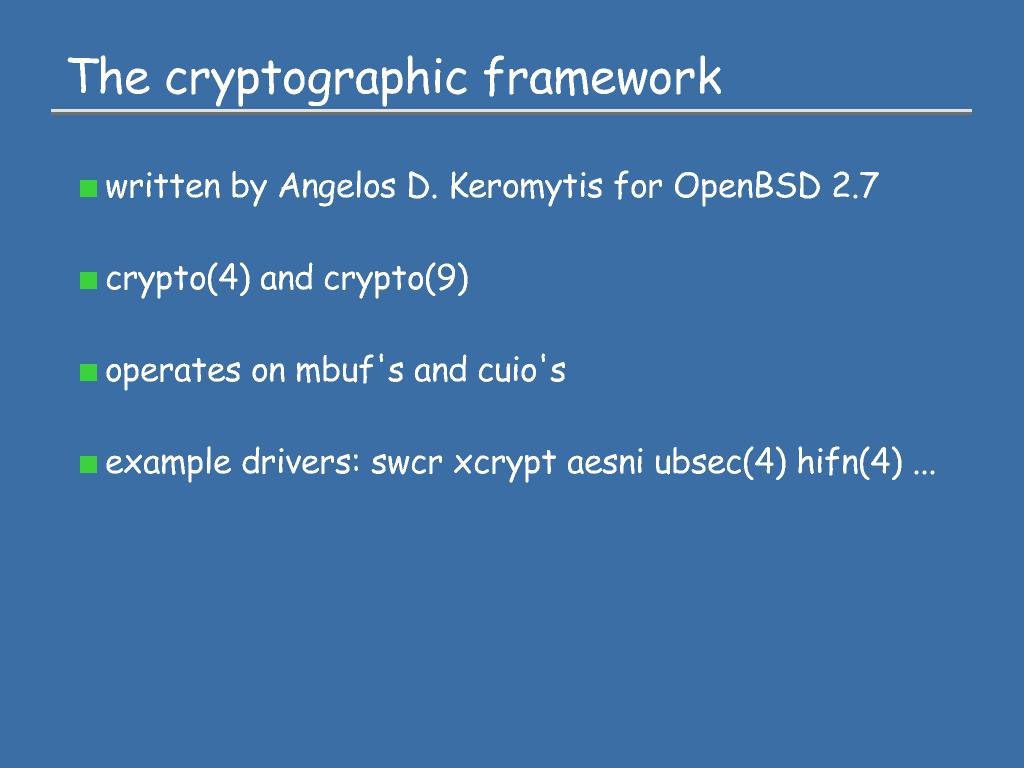 The cryptographic framework
written by Angelos D. Keromytis for OpenBSD 2.7
crypto(4) and crypto(9)
operates on mbuf's and cuio's
example drivers: swcr xcrypt aesni ubsec(4) hifn(4) ...